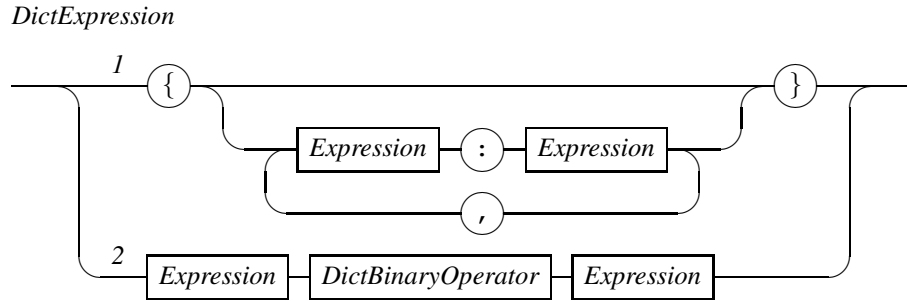 DictExpression
1 { }
Expression : Expression
,
2 Expression DictBinaryOperator Expression